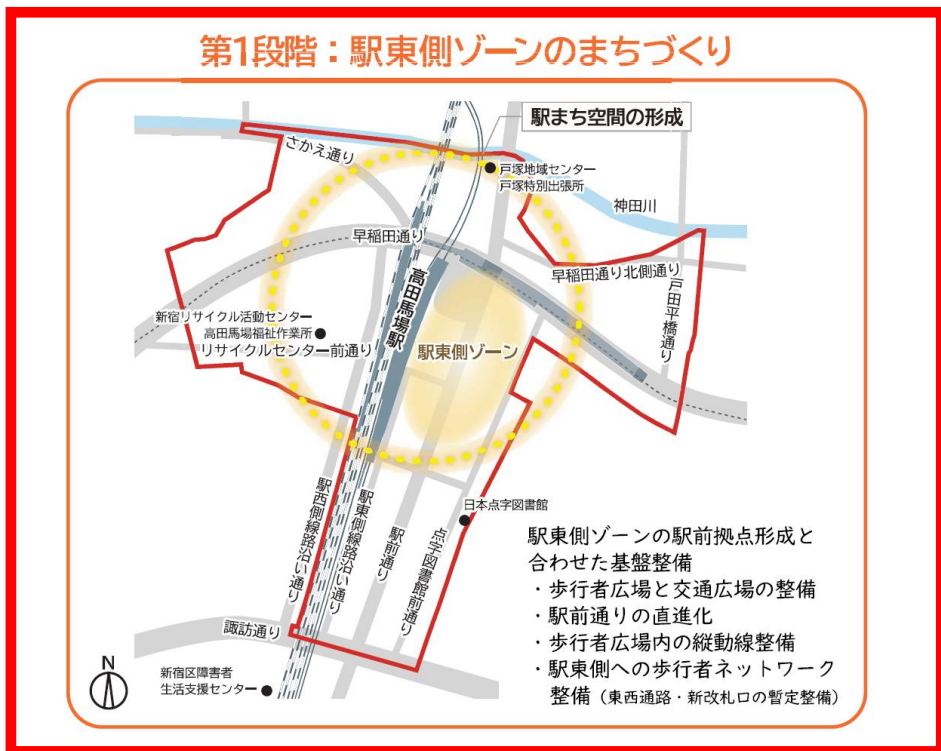 第1段階：駅東側ゾーンのまちづくり
駅まち空間の形成
さかえ通り
戸塚地域センター
戸塚特別出張所
神田川
早稲田通り
早稲田通り北側通り
戸田平橋通り
高田馬場駅
新宿リサイクル活動センター
高田馬場福祉作業所
リサイクルセンター前通り
駅東側ゾーン
日本点字図書館
駅西側線路沿い通り
駅東側線路沿い通り
駅前通り
点字図書館前通り
諏訪通り
新宿区障害者
生活支援センター
N
駅東側ゾーンの駅前拠点形成と
合わせた基盤整備
・歩行者広場と交通広場の整備
・駅前通りの直進化
・歩行者広場内の縦動線整備
・駅東側への歩行者ネットワーク
整備（東西通路・新改札口の暫定整備）